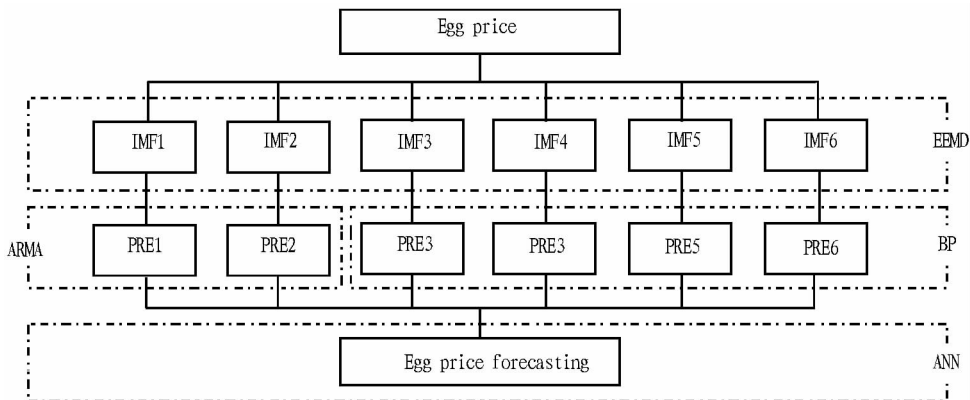 Egg price
IMF1 IMF2 IMF3 IMF4 IMF5 IMF6 EEMD
ARMA PRE1 PRE2 PRE3 PRE3 PRE5 PRE6 BP
Egg price forecasting ANN